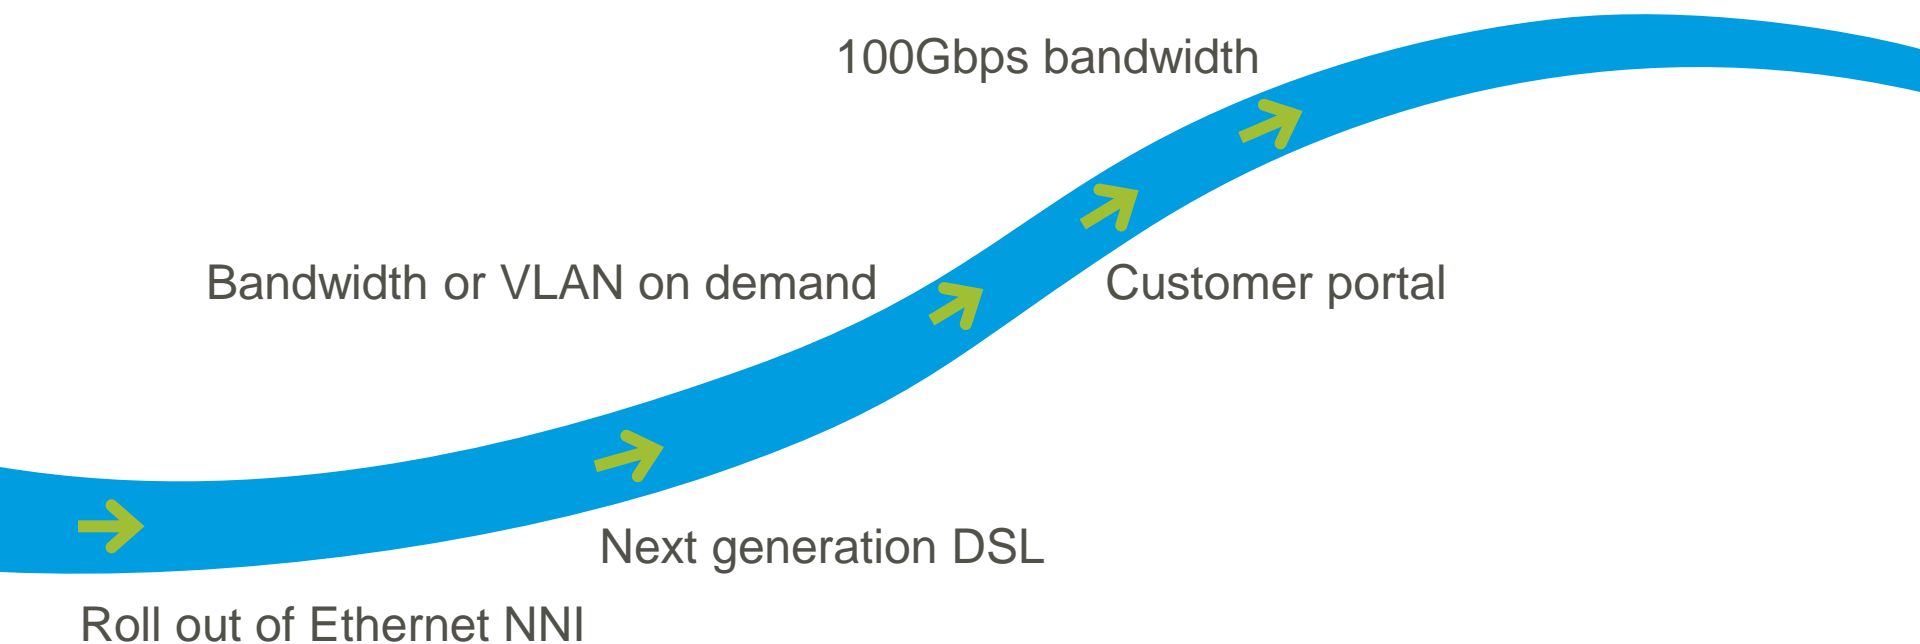 100Gbps bandwidth
Bandwidth or VLAN on demand
Customer portal
Next generation DSL
Roll out of Ethernet NNI